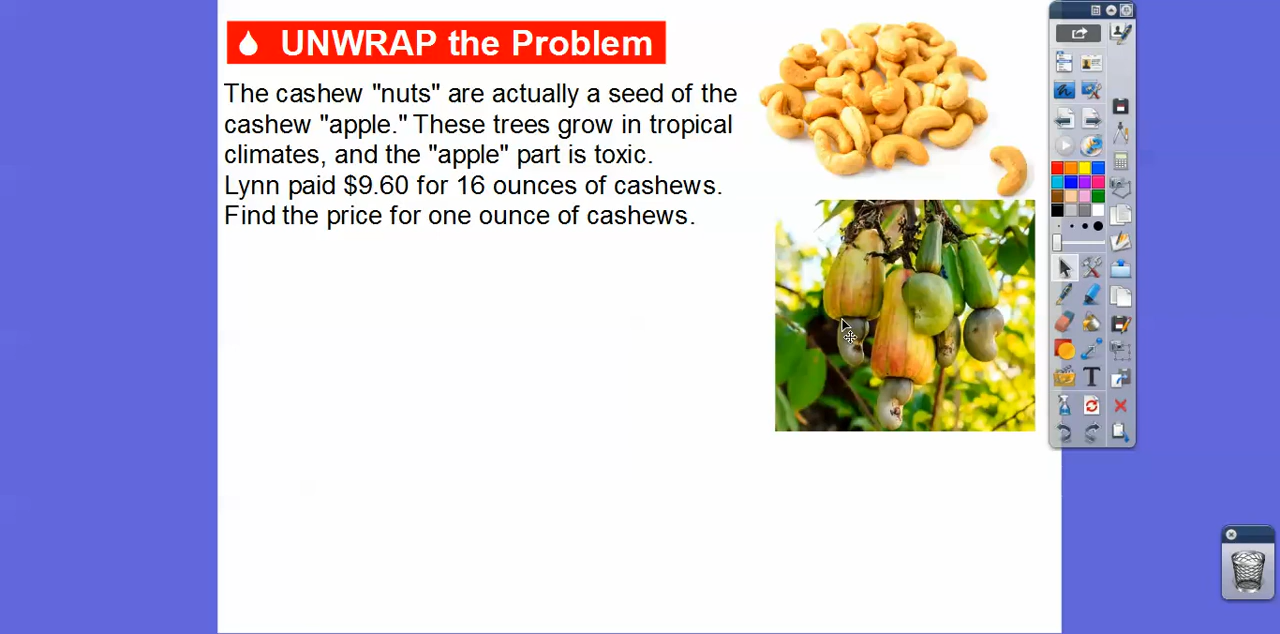 UNWRAP the Problem
The cashew "nuts" are actually a seed of the
cashew "apple." These trees grow in tropical
climates, and the "apple" part is toxic.
Lynn paid $9.60 for 16 ounces of cashews.
Find the price for one ounce of cashews.